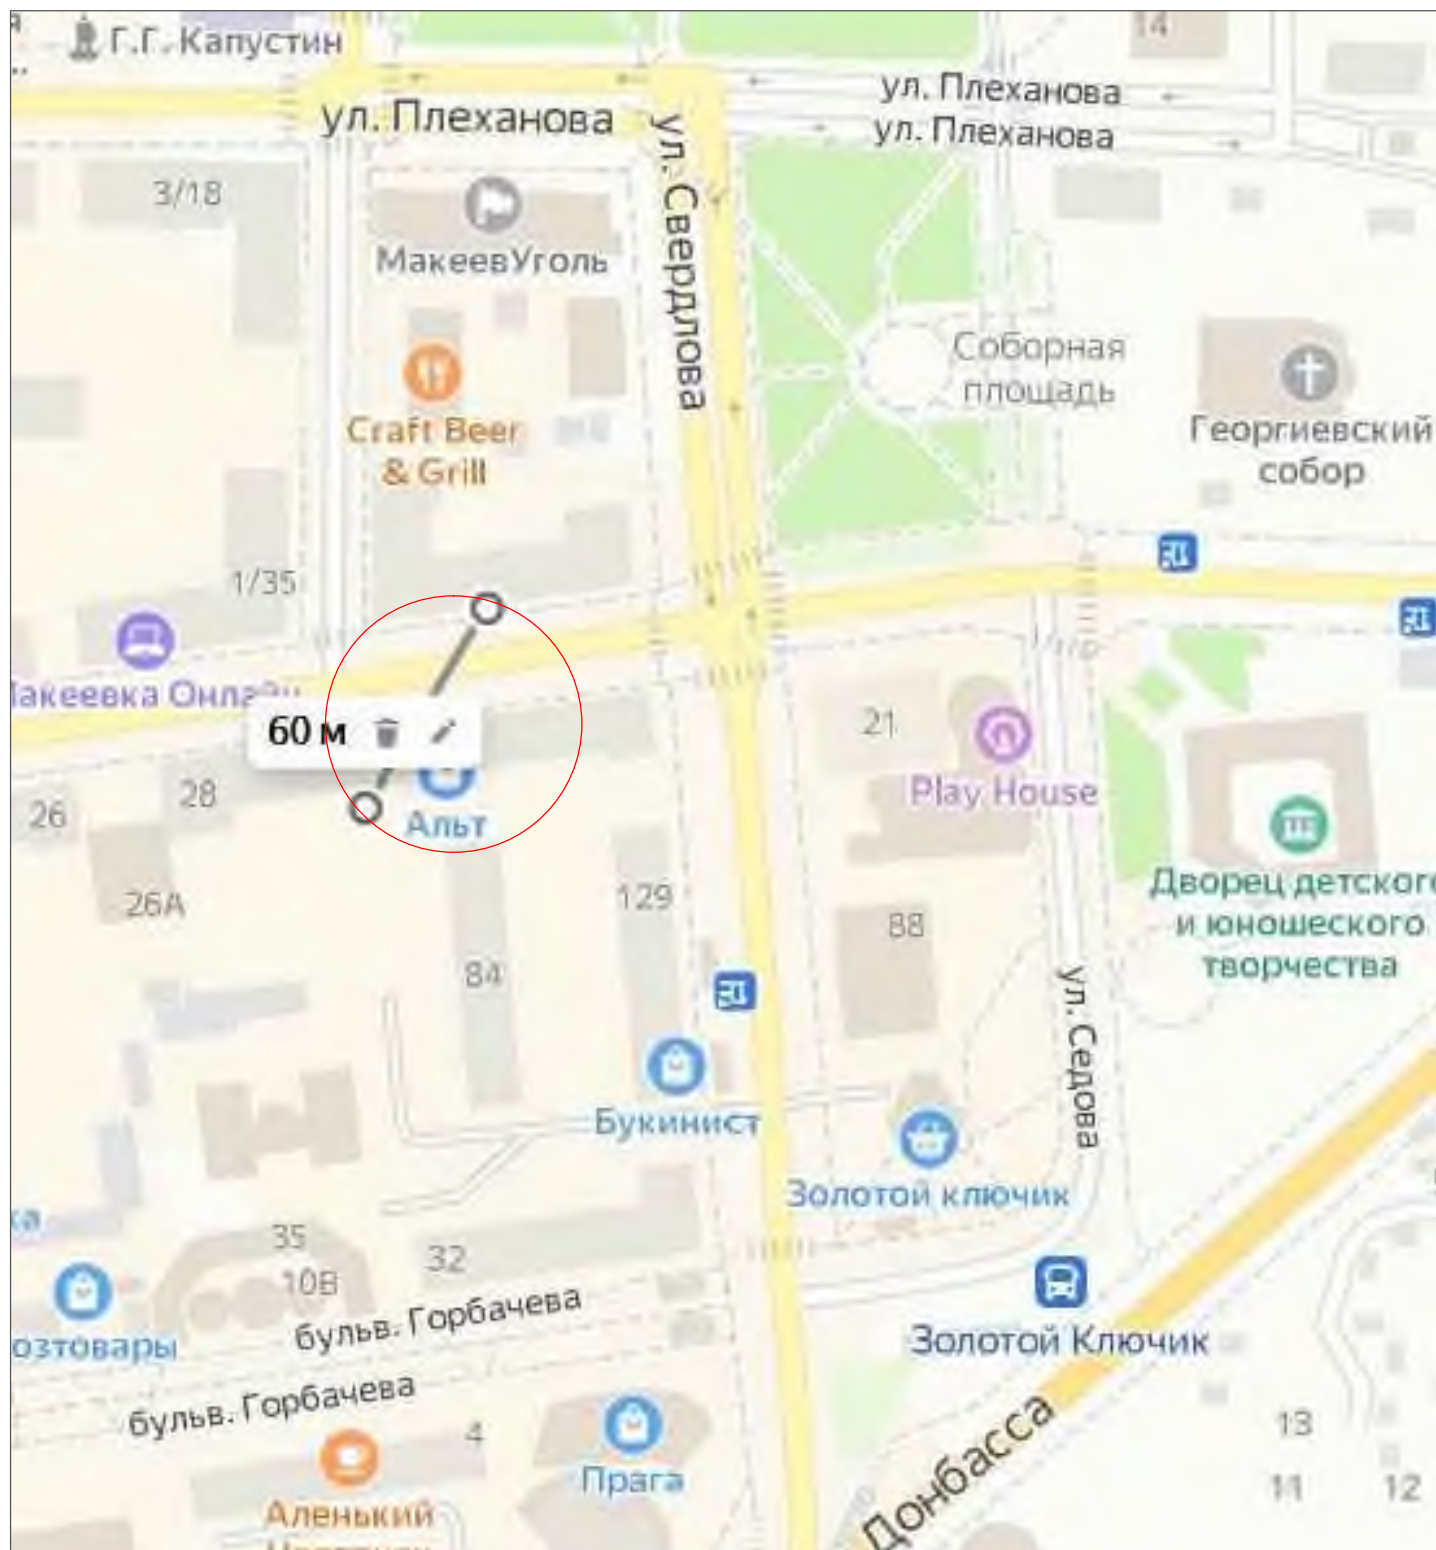 Г.Г. Капустин
14
ул. Плеханова
ул. Плеханова
ул. Плеханова
ул. Свердлова
3/18
МакеевУголь
Соборная
площадь
Craft Beer
& Grill
Георгиевский
собор
1/35
60 м
21
Play House
28
26
Альт
26А
129
88
84
Дворец детского
и юношеского
творчества
ул. Седова
Букинист
Золотой ключик
35
32
10В
бульв. Горбачева
Золотой Ключик
бульв. Горбачева
4
Прага
Донбасса
13
11
12
Аленький